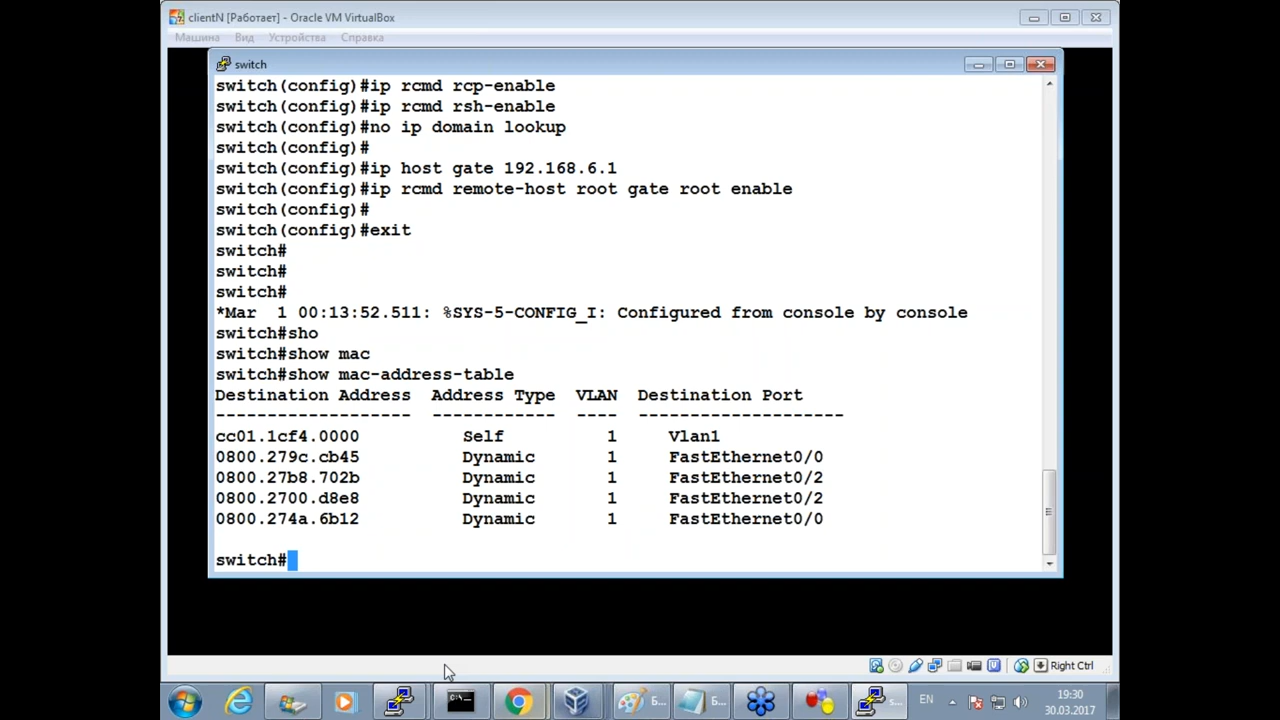 clientN [Работает] - Oracle VM VirtualBox
Машина Вид Устройства Справка
switch
switch(config)#ip rcmd rcp-enable
switch(config)#ip rcmd rsh-enable
switch(config)#no ip domain lookup
switch(config)#
switch(config)#ip host gate 192.168.6.1
switch(config)#ip rcmd remote-host root gate root enable
switch(config)#
switch(config)#exit
switch#
switch#
switch#
*Mar  1 00:13:52.511: %SYS-5-CONFIG_I: Configured from console by console
switch#sho
switch#show mac
switch#show mac-address-table
Destination Address  Address Type  VLAN  Destination Port
-------------------  ------------  ----  --------------------
cc01.1cf4.0000          Self          1     Vlan1
0800.279c.cb45          Dynamic       1     FastEthernet0/0
0800.27b8.702b          Dynamic       1     FastEthernet0/2
0800.2700.d8e8          Dynamic       1     FastEthernet0/2
0800.274a.6b12          Dynamic       1     FastEthernet0/0
switch#
Right Ctrl
C:\.
Б...
Б...
s...
EN
19:30
30.03.2017